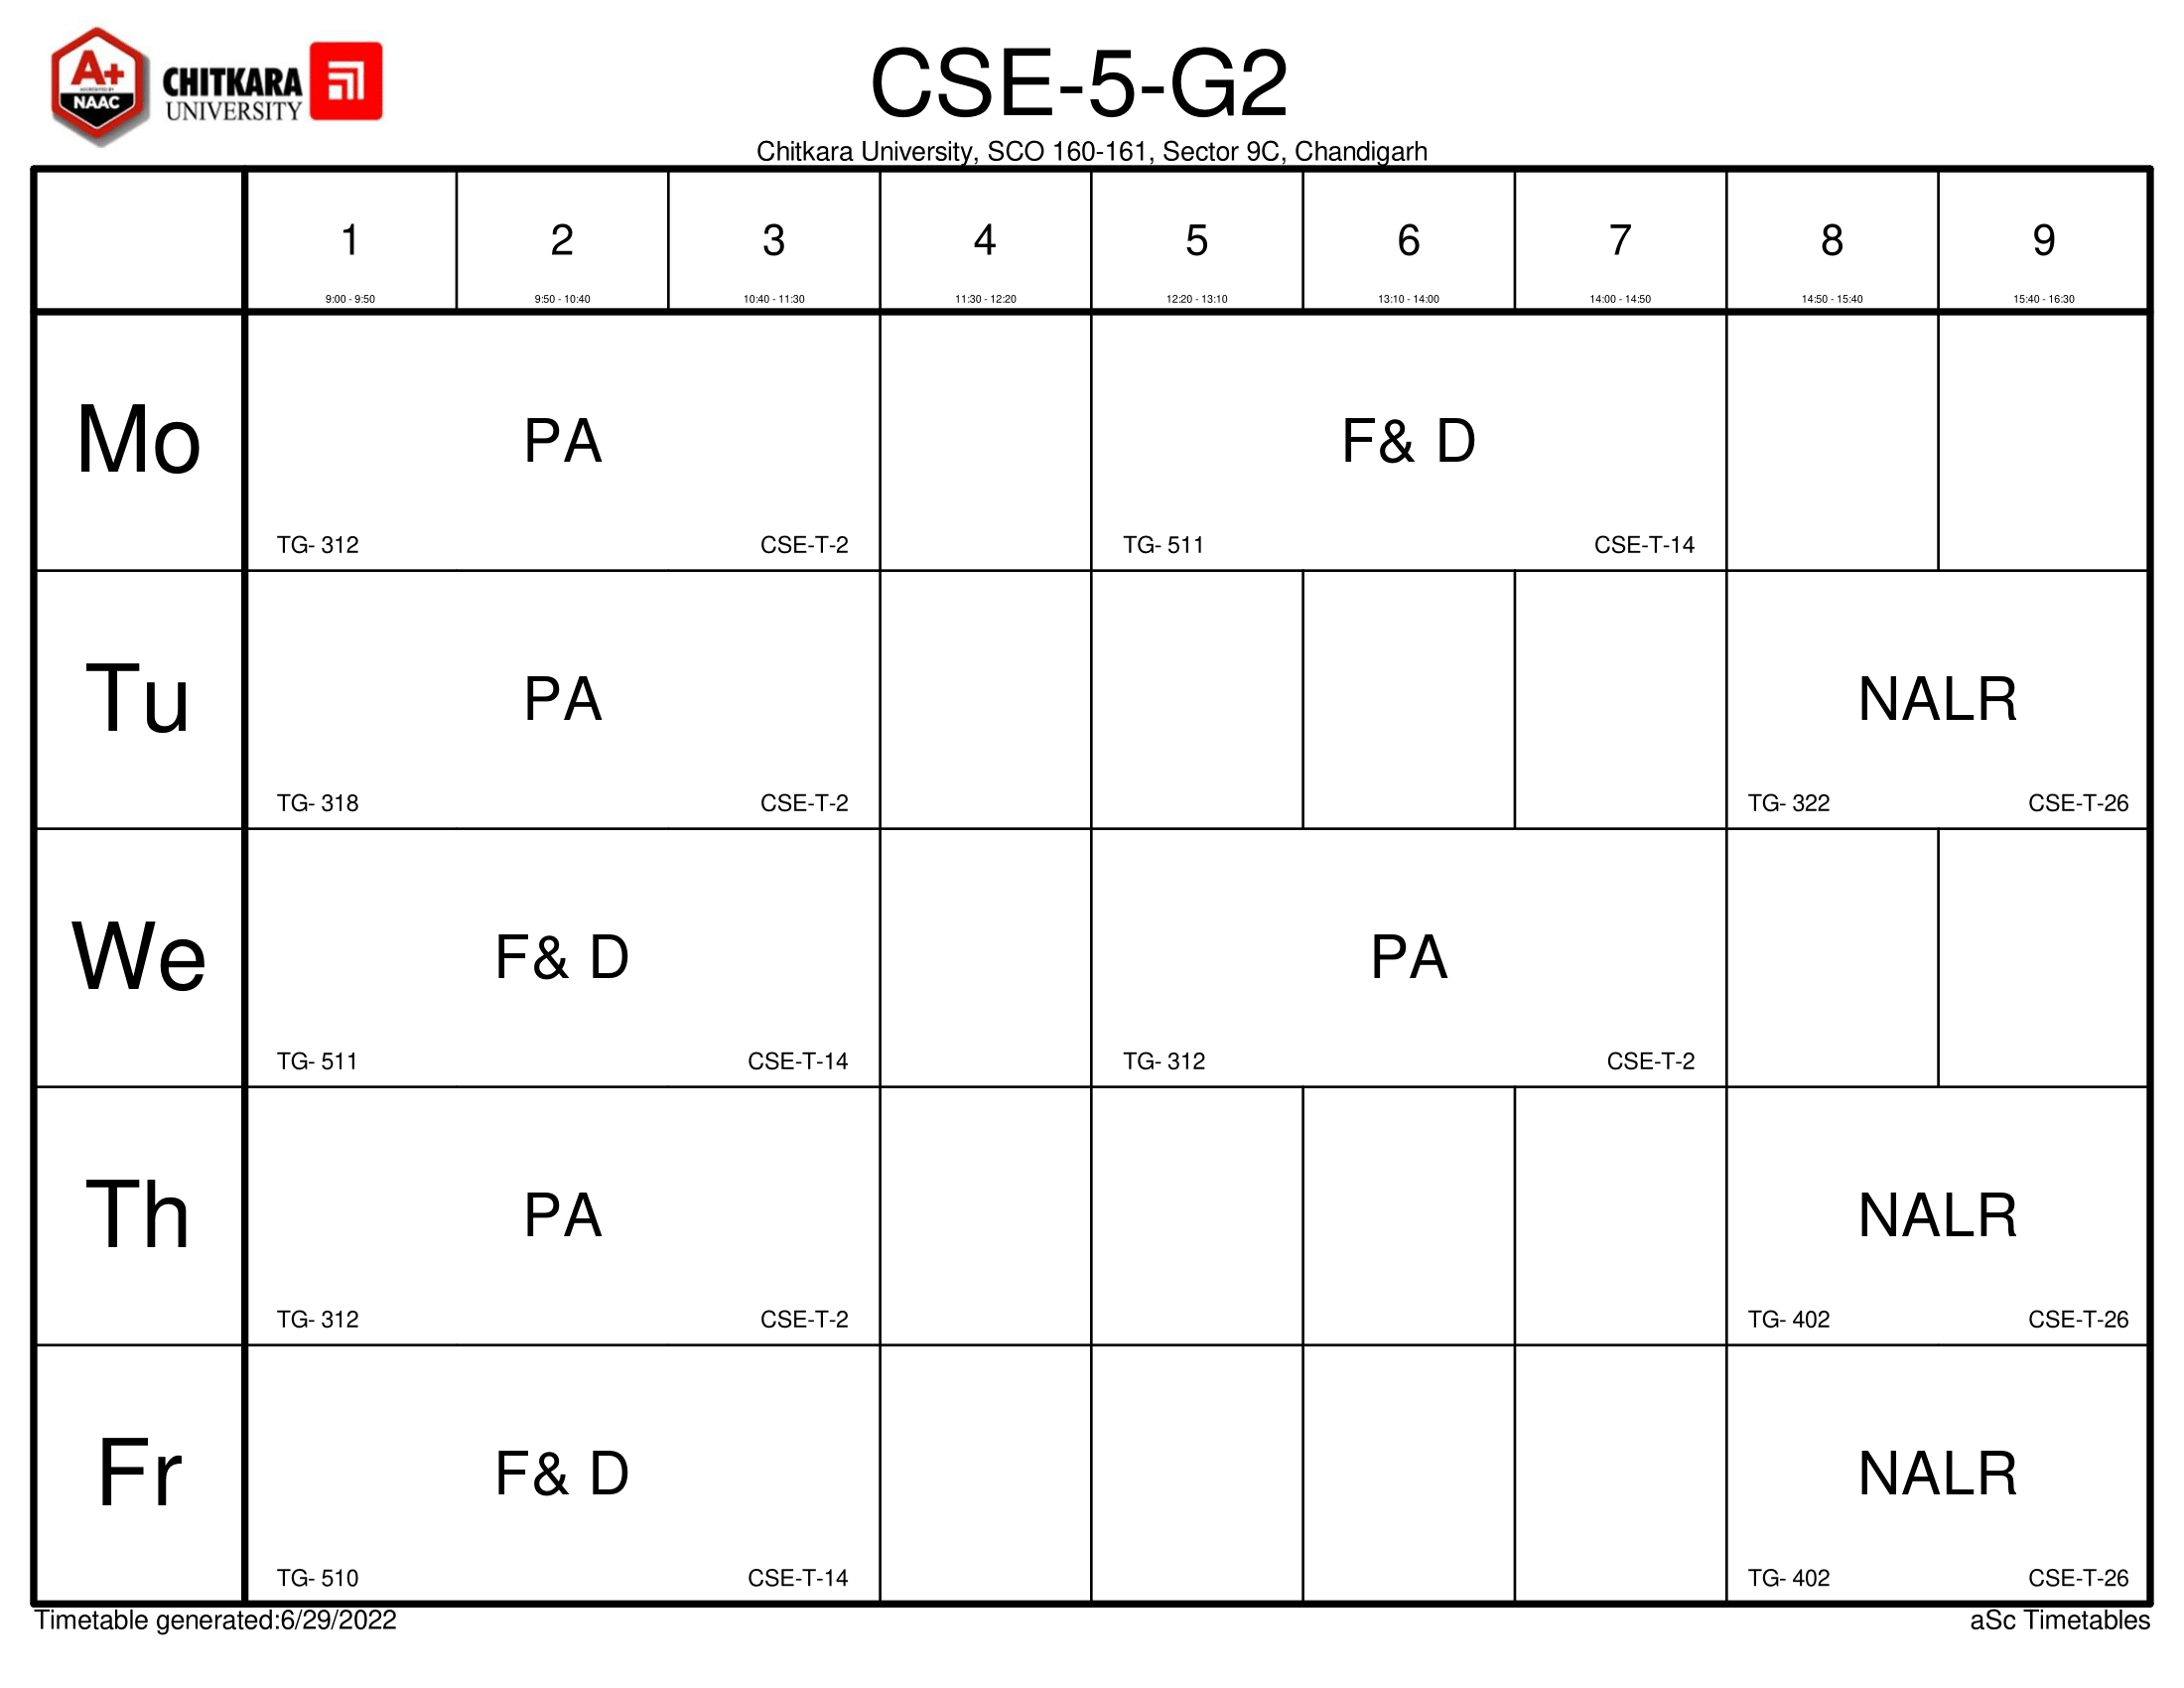 A+
ACCREDITED BY
NAAC
CHITKARA
UNIVERSITY
CSE-5-G2
Chitkara University, SCO 160-161, Sector 9C, Chandigarh
1 2 3 4 5 6 7 8 9
9:00 - 9:50 9:50 - 10:40 10:40 - 11:30 11:30 - 12:20 12:20 - 13:10 13:10 - 14:00 14:00 - 14:50 14:50 - 15:40 15:40 - 16:30
Mo PA F& D
TG- 312 CSE-T-2 TG- 511 CSE-T-14
Tu PA NALR
TG- 318 CSE-T-2 TG- 322 CSE-T-26
We F& D PA
TG- 511 CSE-T-14 TG- 312 CSE-T-2
Th PA NALR
TG- 312 CSE-T-2 TG- 402 CSE-T-26
Fr F& D NALR
TG- 510 CSE-T-14 TG- 402 CSE-T-26
Timetable generated:6/29/2022 aSc Timetables